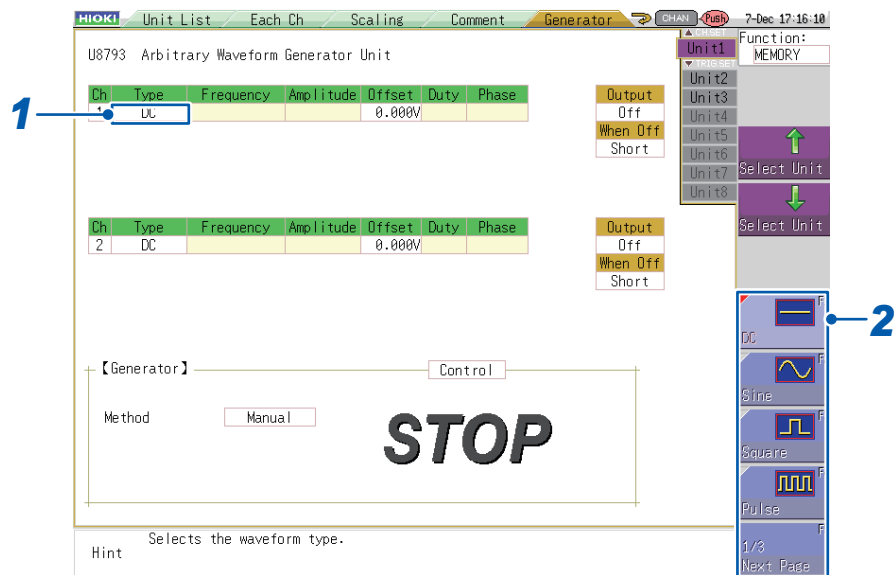 HIOKI Unit List Each Ch Scaling Comment Generator CHAN Push 7-Dec 17:16:10
U8793 Arbitrary Waveform Generator Unit
▲ CH.SET
Unit1
▼ TRIG SET
Unit2
Unit3
Unit4
Unit5
Unit6
Unit7
Unit8
Function:
MEMORY
Select Unit
Select Unit
Ch Type Frequency Amplitude Offset Duty Phase
1 DC 0.000V
Output
Off
When Off
Short
1
Ch Type Frequency Amplitude Offset Duty Phase
2 DC 0.000V
Output
Off
When Off
Short
F
DC
F
Sine
F
Square
F
Pulse
F
1/3
Next Page
2
【Generator】 Control
Method Manual
STOP
Hint Selects the waveform type.